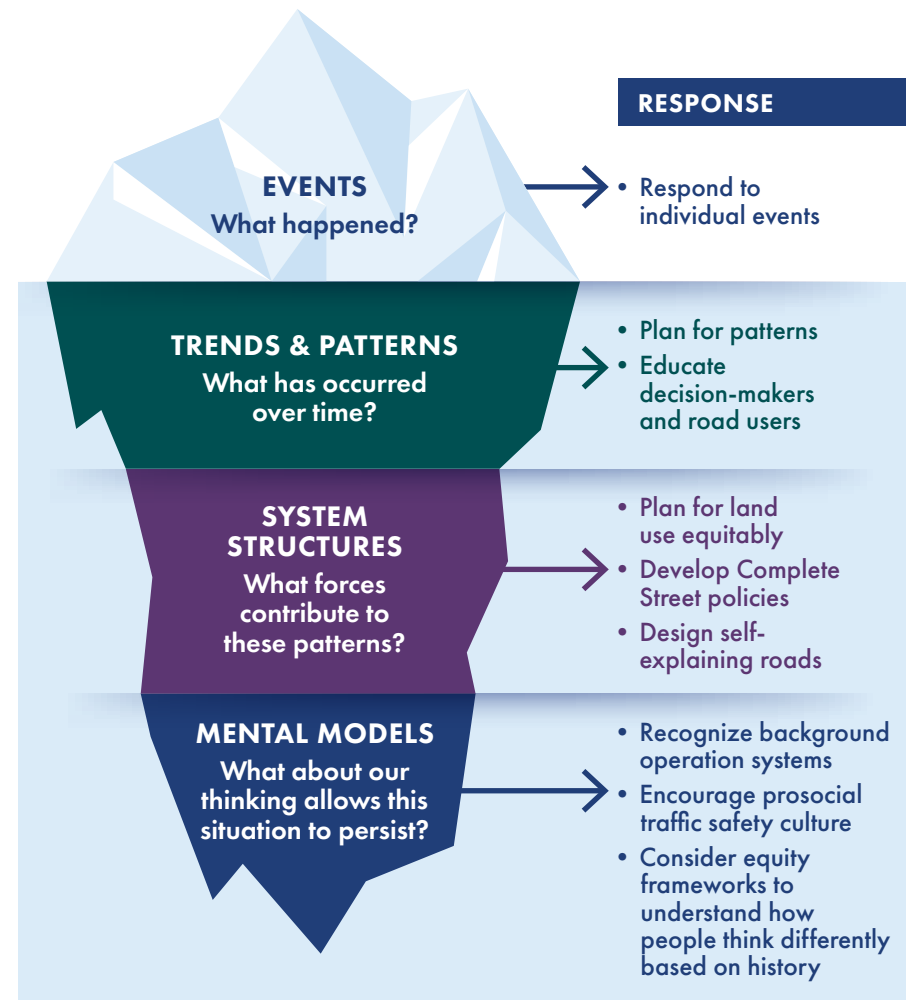 RESPONSE
EVENTS
What happened?
• Respond to
individual events
TRENDS & PATTERNS
What has occurred
over time?
• Plan for patterns
• Educate
decision-makers
and road users
SYSTEM
STRUCTURES
What forces
contribute to
these patterns?
• Plan for land
use equitably
• Develop Complete
Street policies
• Design self-
explaining roads
MENTAL MODELS
What about our
thinking allows this
situation to persist?
• Recognize background
operation systems
• Encourage prosocial
traffic safety culture
• Consider equity
frameworks to
understand how
people think differently
based on history